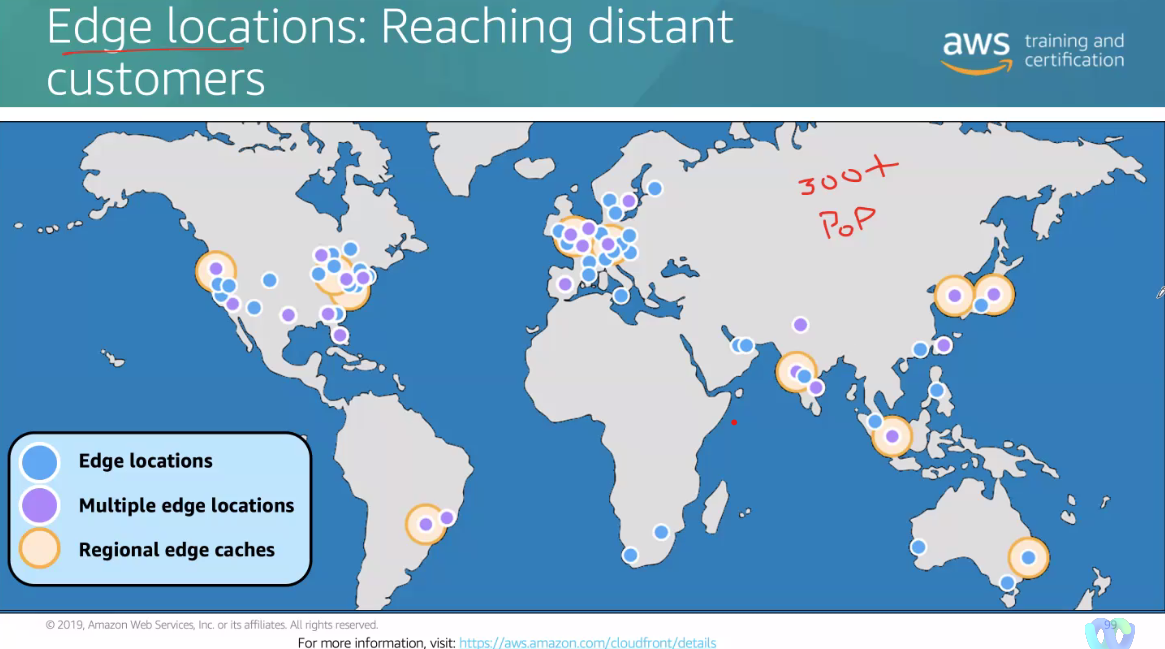 Edge locations: Reaching distant
customers
aws training and
certification
300+
PoP
Edge locations
Multiple edge locations
Regional edge caches
© 2019, Amazon Web Services, Inc. or its affiliates. All rights reserved.
99
For more information, visit: https://aws.amazon.com/cloudfront/details